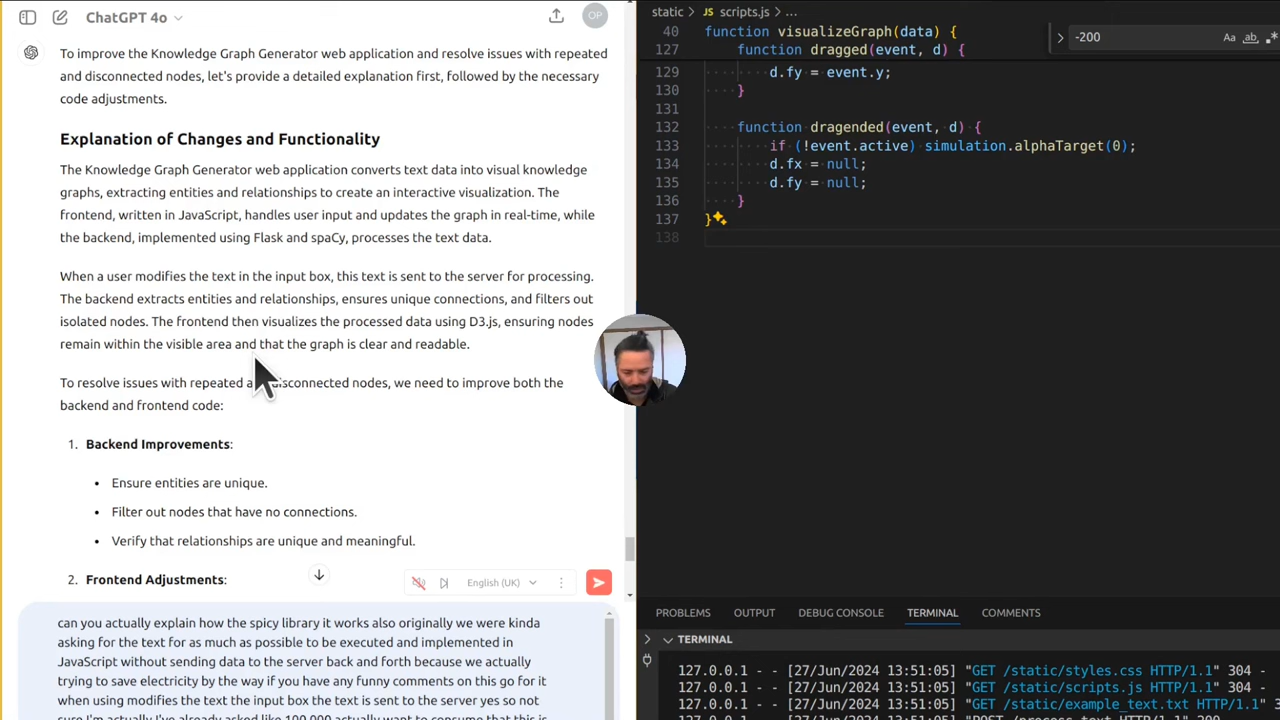 ChatGPT 4o
OP
To improve the Knowledge Graph Generator web application and resolve issues with repeated
and disconnected nodes, let's provide a detailed explanation first, followed by the necessary
code adjustments.
Explanation of Changes and Functionality
The Knowledge Graph Generator web application converts text data into visual knowledge
graphs, extracting entities and relationships to create an interactive visualization. The
frontend, written in JavaScript, handles user input and updates the graph in real-time, while
the backend, implemented using Flask and spaCy, processes the text data.
When a user modifies the text in the input box, this text is sent to the server for processing.
The backend extracts entities and relationships, ensures unique connections, and filters out
isolated nodes. The frontend then visualizes the processed data using D3.js, ensuring nodes
remain within the visible area and that the graph is clear and readable.
To resolve issues with repeated a disconnected nodes, we need to improve both the
backend and frontend code:
1. Backend Improvements:
• Ensure entities are unique.
• Filter out nodes that have no connections.
• Verify that relationships are unique and meaningful.
2. Frontend Adjustments:
English (UK)
can you actually explain how the spicy library it works also originally we were kinda
asking for the text for as much as possible to be executed and implemented in
JavaScript without sending data to the server back and forth because we actually
trying to save electricity by the way if you have any funny comments on this go for it
when using modifies the text the input box the text is sent to the server yes so not
sure I'm actually I've already asked like 100,000 actually want to consume that this is
static > JS scripts.js > ...
40 function visualizeGraph(data) {
127 function dragged(event, d) {
129 d.fy = event.y;
130 }
131
132 function dragended(event, d) {
133 if (!event.active) simulation.alphaTarget(0);
134 d.fx = null;
135 d.fy = null;
136 }
137 }
138
-200
Aa ab .*
PROBLEMS OUTPUT DEBUG CONSOLE TERMINAL COMMENTS
TERMINAL
127.0.0.1 - - [27/Jun/2024 13:51:05] "GET /static/styles.css HTTP/1.1" 304 -
127.0.0.1 - - [27/Jun/2024 13:51:05] "GET /static/scripts.js HTTP/1.1" 304 -
127.0.0.1 - - [27/Jun/2024 13:51:05] "GET /static/example_text.txt HTTP/1.1"